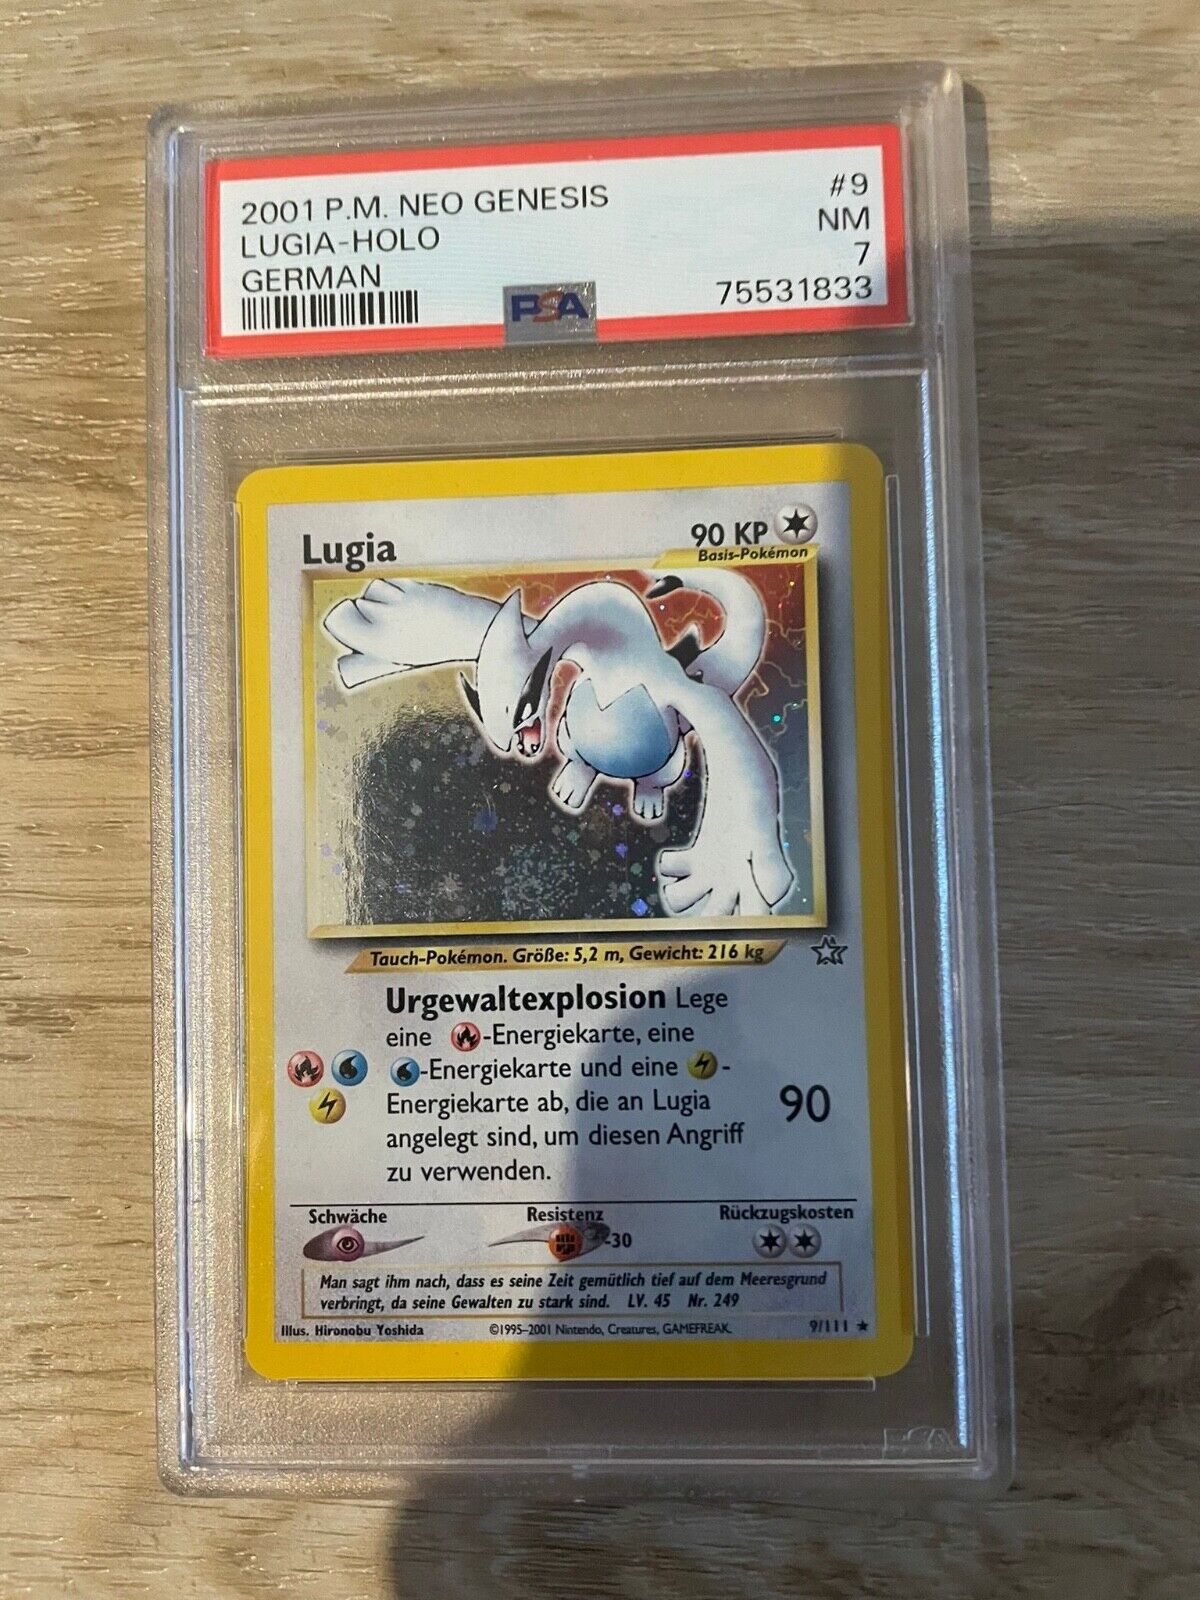 2001 P.M. NEO GENESIS #9
LUGIA-HOLO NM
GERMAN 7
PSA 75531833
Lugia 90 KP
Basis-Pokémon
Tauch-Pokémon. Größe: 5,2 m, Gewicht: 216 kg
Urgewaltexplosion Lege
eine -Energiekarte, eine
-Energiekarte und eine -
Energiekarte ab, die an Lugia
angelegt sind, um diesen Angriff
zu verwenden.
90
Schwäche Resistenz Rückzugskosten
-30
Man sagt ihm nach, dass es seine Zeit gemütlich tief auf dem Meeresgrund
verbringt, da seine Gewalten zu stark sind. LV. 45 Nr. 249
Illus. Hironobu Yoshida ©1995–2001 Nintendo, Creatures, GAMEFREAK. 9/111 ★
PSA